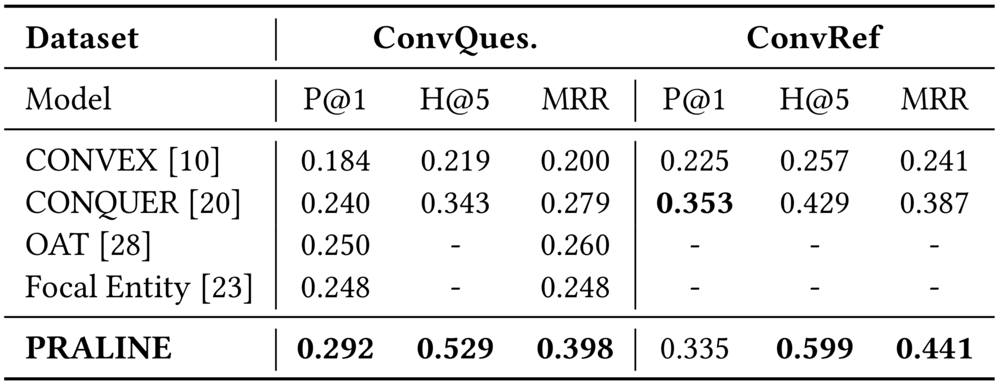 Dataset ConvQues. ConvRef
Model P@1 H@5 MRR P@1 H@5 MRR
CONVEX [10] 0.184 0.219 0.200 0.225 0.257 0.241
CONQUER [20] 0.240 0.343 0.279 0.353 0.429 0.387
OAT [28] 0.250 - 0.260 - - -
Focal Entity [23] 0.248 - 0.248 - - -
PRALINE 0.292 0.529 0.398 0.335 0.599 0.441